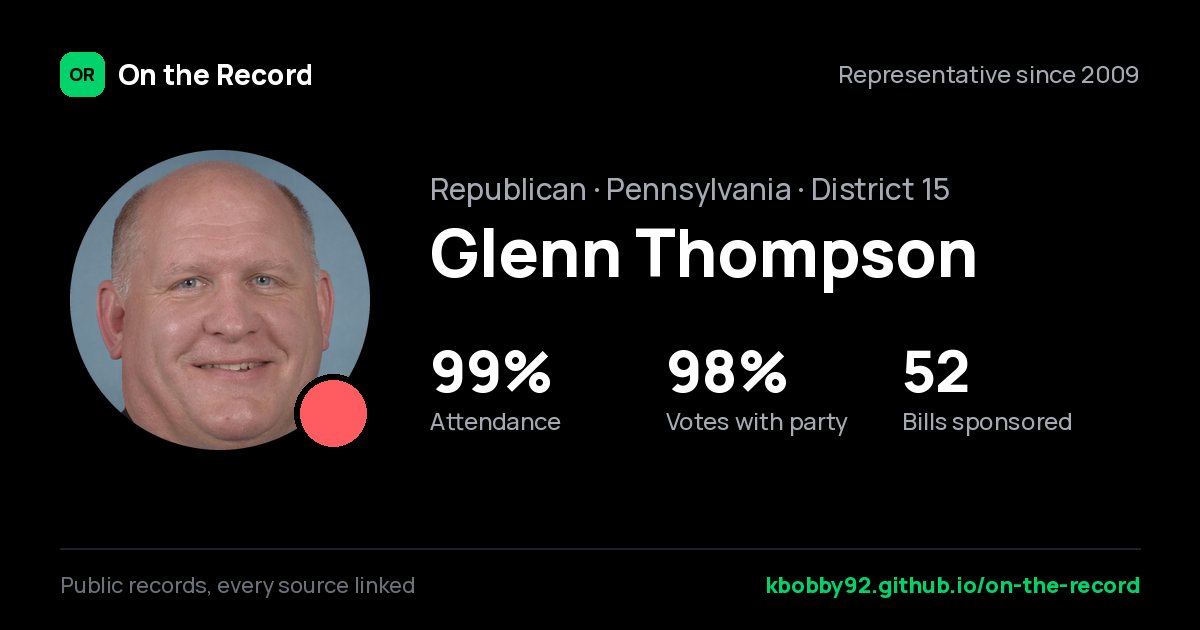 OR On the Record
Representative since 2009
Republican · Pennsylvania · District 15
Glenn Thompson
99% 98% 52
Attendance Votes with party Bills sponsored
Public records, every source linked
kbobby92.github.io/on-the-record